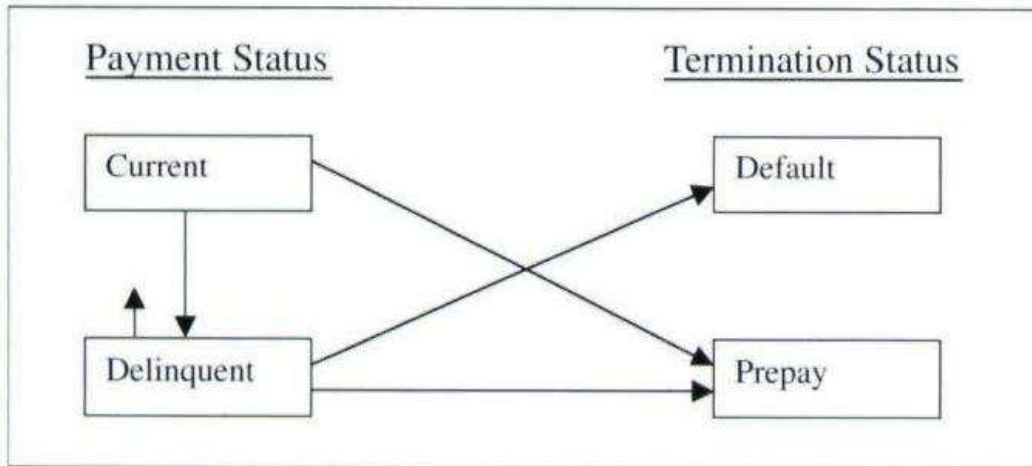 Payment Status
Termination Status
Current
Default
Delinquent
Prepay